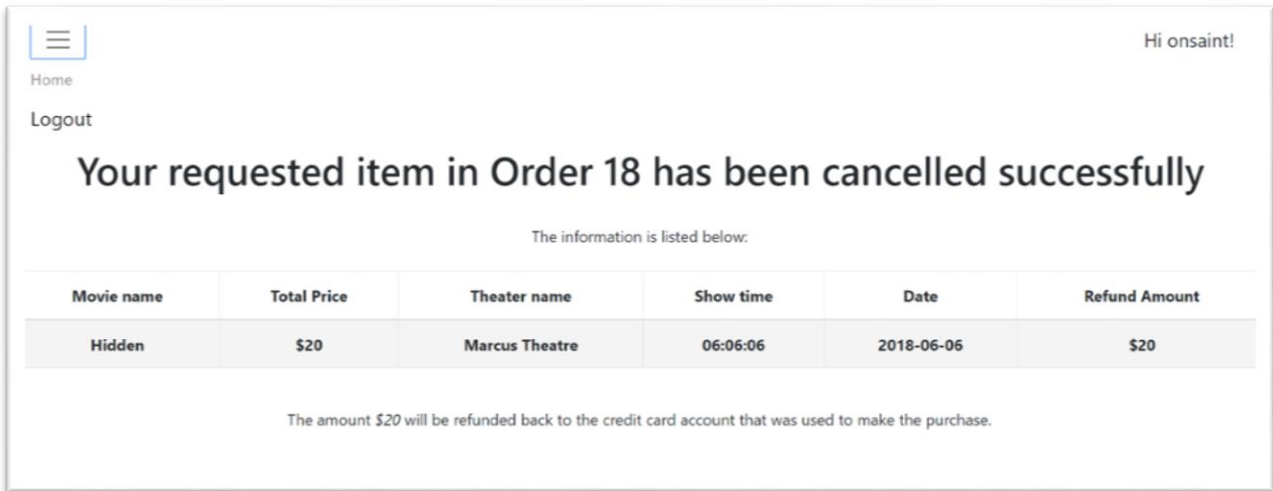 Hi onsaint!
Home
Logout
Your requested item in Order 18 has been cancelled successfully
The information is listed below:
Movie name Total Price Theater name Show time Date Refund Amount
Hidden $20 Marcus Theatre 06:06:06 2018-06-06 $20
The amount $20 will be refunded back to the credit card account that was used to make the purchase.